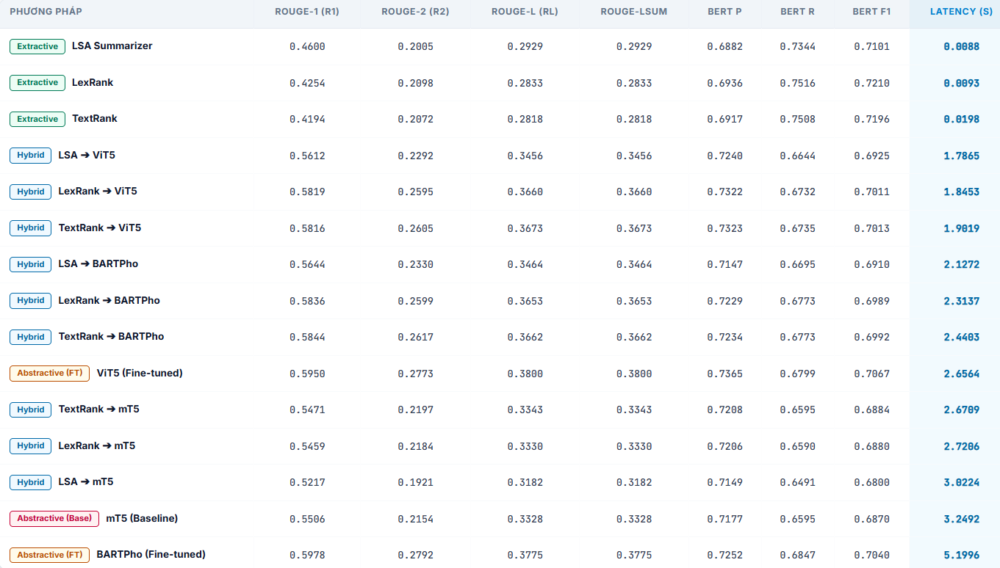 PHƯƠNG PHÁP ROUGE-1 (R1) ROUGE-2 (R2) ROUGE-L (RL) ROUGE-LSUM BERT P BERT R BERT F1 LATENCY (S)
Extractive LSA Summarizer 0.4600 0.2005 0.2929 0.2929 0.6882 0.7344 0.7101 0.0088
Extractive LexRank 0.4254 0.2098 0.2833 0.2833 0.6936 0.7516 0.7210 0.0093
Extractive TextRank 0.4194 0.2072 0.2818 0.2818 0.6917 0.7508 0.7196 0.0198
Hybrid LSA ➔ ViT5 0.5612 0.2292 0.3456 0.3456 0.7240 0.6644 0.6925 1.7865
Hybrid LexRank ➔ ViT5 0.5819 0.2595 0.3660 0.3660 0.7322 0.6732 0.7011 1.8453
Hybrid TextRank ➔ ViT5 0.5816 0.2605 0.3673 0.3673 0.7323 0.6735 0.7013 1.9019
Hybrid LSA ➔ BARTPho 0.5644 0.2330 0.3464 0.3464 0.7147 0.6695 0.6910 2.1272
Hybrid LexRank ➔ BARTPho 0.5836 0.2599 0.3653 0.3653 0.7229 0.6773 0.6989 2.3137
Hybrid TextRank ➔ BARTPho 0.5844 0.2617 0.3662 0.3662 0.7234 0.6773 0.6992 2.4403
Abstractive (FT) ViT5 (Fine-tuned) 0.5950 0.2773 0.3800 0.3800 0.7365 0.6799 0.7067 2.6564
Hybrid TextRank ➔ mT5 0.5471 0.2197 0.3343 0.3343 0.7208 0.6595 0.6884 2.6709
Hybrid LexRank ➔ mT5 0.5459 0.2184 0.3330 0.3330 0.7206 0.6590 0.6880 2.7206
Hybrid LSA ➔ mT5 0.5217 0.1921 0.3182 0.3182 0.7149 0.6491 0.6800 3.0224
Abstractive (Base) mT5 (Baseline) 0.5506 0.2154 0.3328 0.3328 0.7177 0.6595 0.6870 3.2492
Abstractive (FT) BARTPho (Fine-tuned) 0.5978 0.2792 0.3775 0.3775 0.7252 0.6847 0.7040 5.1996